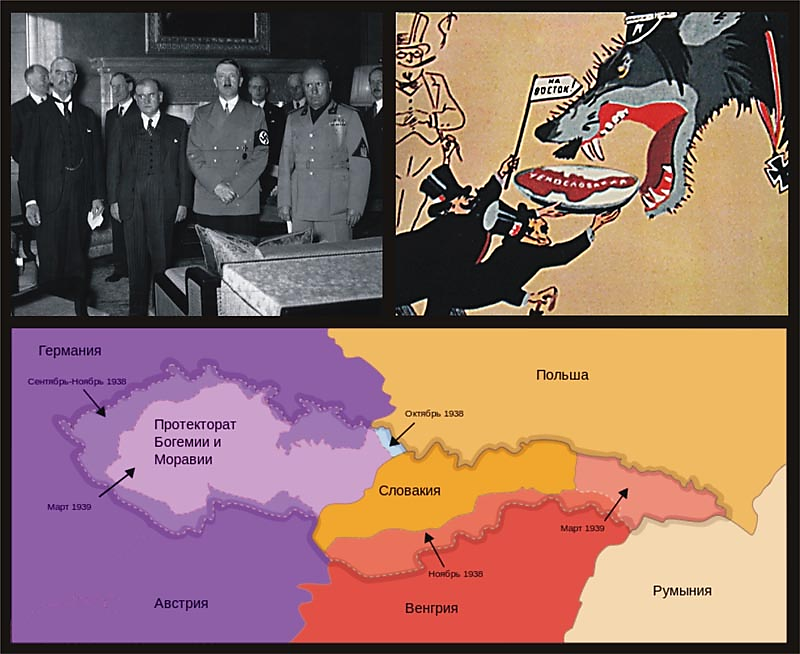 НА
ВОСТОК!
ЧЕХОСЛОВАКИЯ
Германия
Сентябрь-Ноябрь 1938
Польша
Октябрь 1938
Протекторат
Богемии и
Моравии
Словакия
Март 1939
Март 1939
Ноябрь 1938
Румыния
Австрия
Венгрия